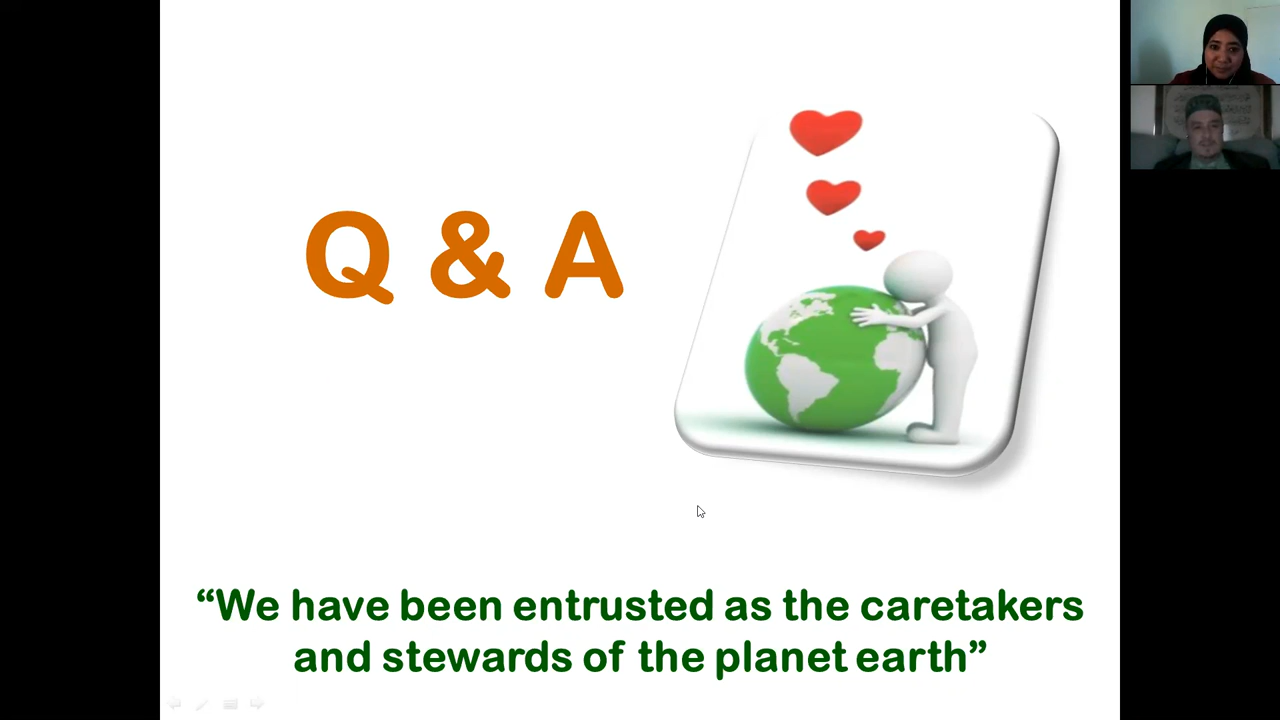 Q & A
“We have been entrusted as the caretakers
and stewards of the planet earth”